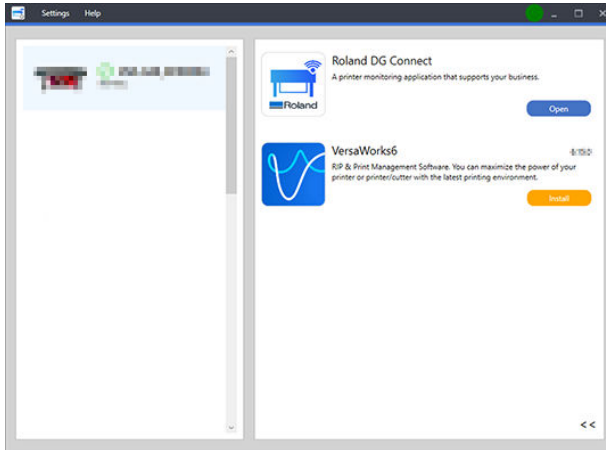 Settings Help
Roland DG Connect
A printer monitoring application that supports your business.
Roland
Open
VersaWorks6
RIP & Print Management Software. You can maximize the power of your
printer or printer/cutter with the latest printing environment.
Install
<<